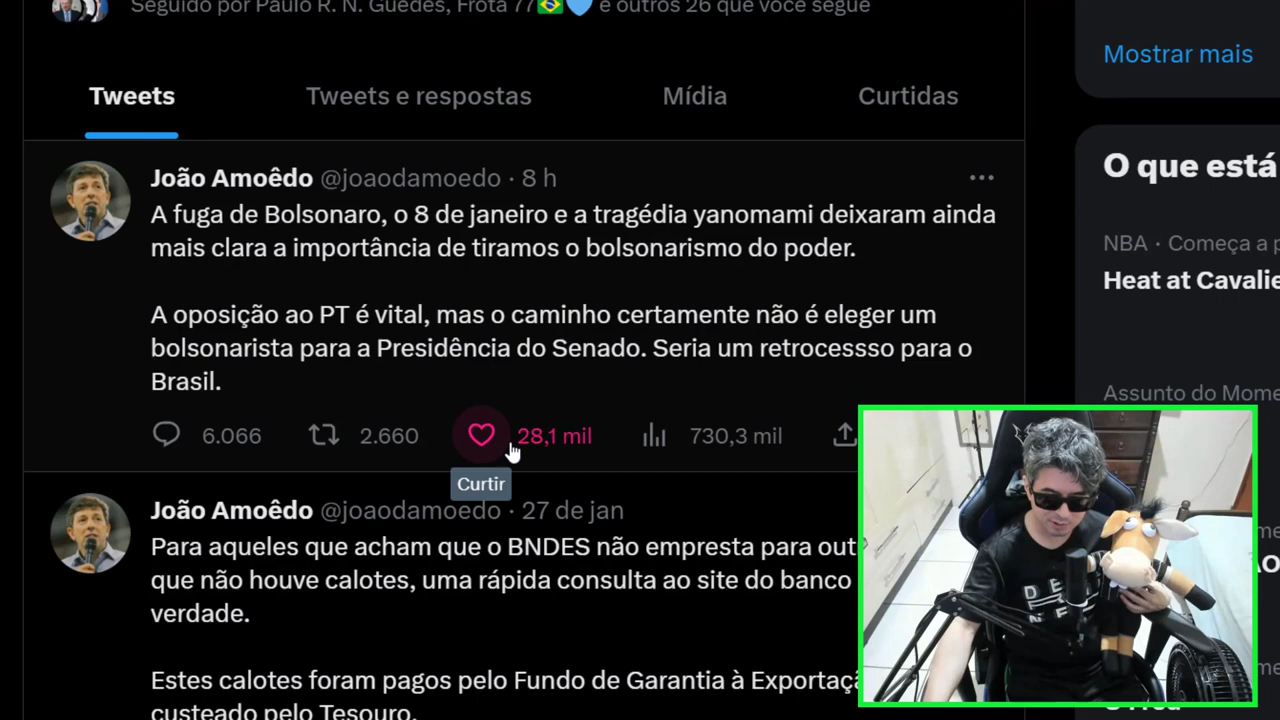 Seguido por Paulo R. N. Guedes, Frota 77🇧🇷💙 e outros 26 que você segue
Mostrar mais
Tweets
Tweets e respostas
Mídia
Curtidas
O que está
João Amoêdo @joaodamoedo · 8 h
A fuga de Bolsonaro, o 8 de janeiro e a tragédia yanomami deixaram ainda
mais clara a importância de tiramos o bolsonarismo do poder.
A oposição ao PT é vital, mas o caminho certamente não é eleger um
bolsonarista para a Presidência do Senado. Seria um retrocessso para o
Brasil.
6.066
2.660
28,1 mil
730,3 mil
Curtir
NBA · Começa a p
Heat at Cavalie
Assunto do Mome
João Amoêdo @joaodamoedo · 27 de jan
Para aqueles que acham que o BNDES não empresta para out
que não houve calotes, uma rápida consulta ao site do banco
verdade.
Estes calotes foram pagos pelo Fundo de Garantia à Exportaçã
custeado pelo Tesouro.